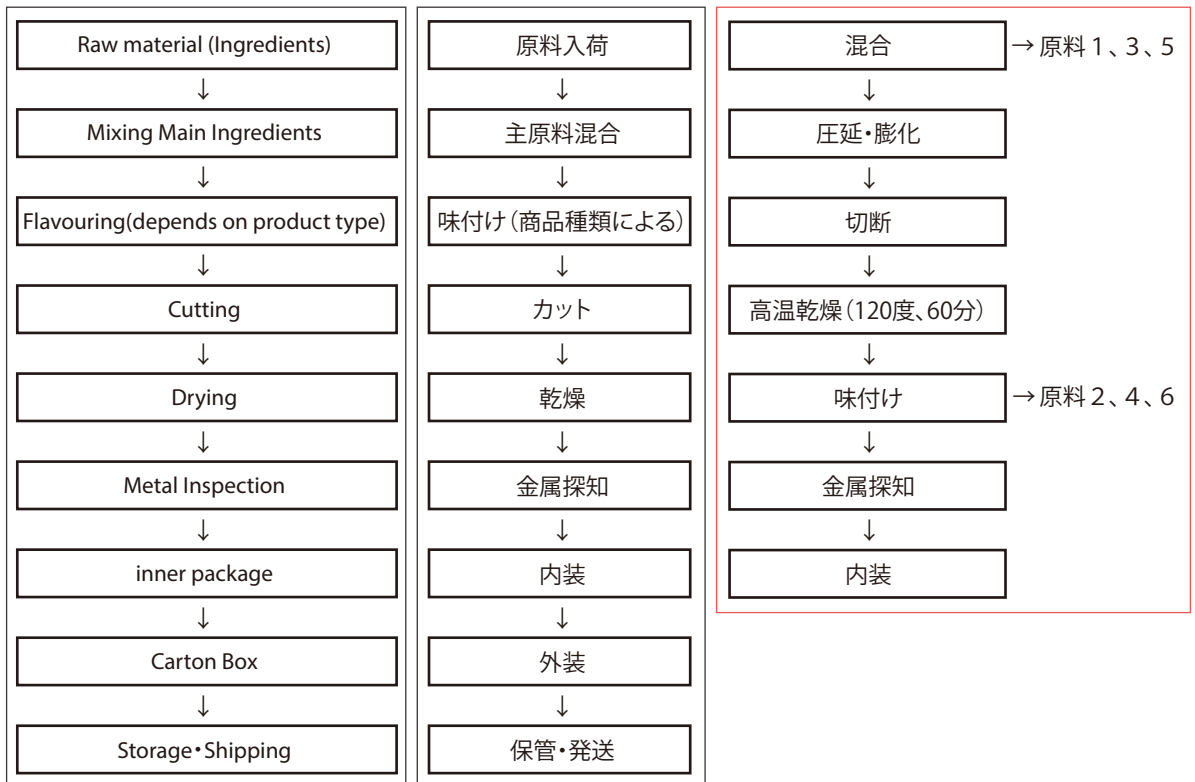 Raw material (Ingredients)
↓
Mixing Main Ingredients
↓
Flavouring(depends on product type)
↓
Cutting
↓
Drying
↓
Metal Inspection
↓
inner package
↓
Carton Box
↓
Storage・Shipping
原料入荷
↓
主原料混合
↓
味付け（商品種類による）
↓
カット
↓
乾燥
↓
金属探知
↓
内装
↓
外装
↓
保管・発送
混合 → 原料１、３、５
↓
圧延・膨化
↓
切断
↓
高温乾燥（120度、60分）
↓
味付け → 原料２、４、６
↓
金属探知
↓
内装